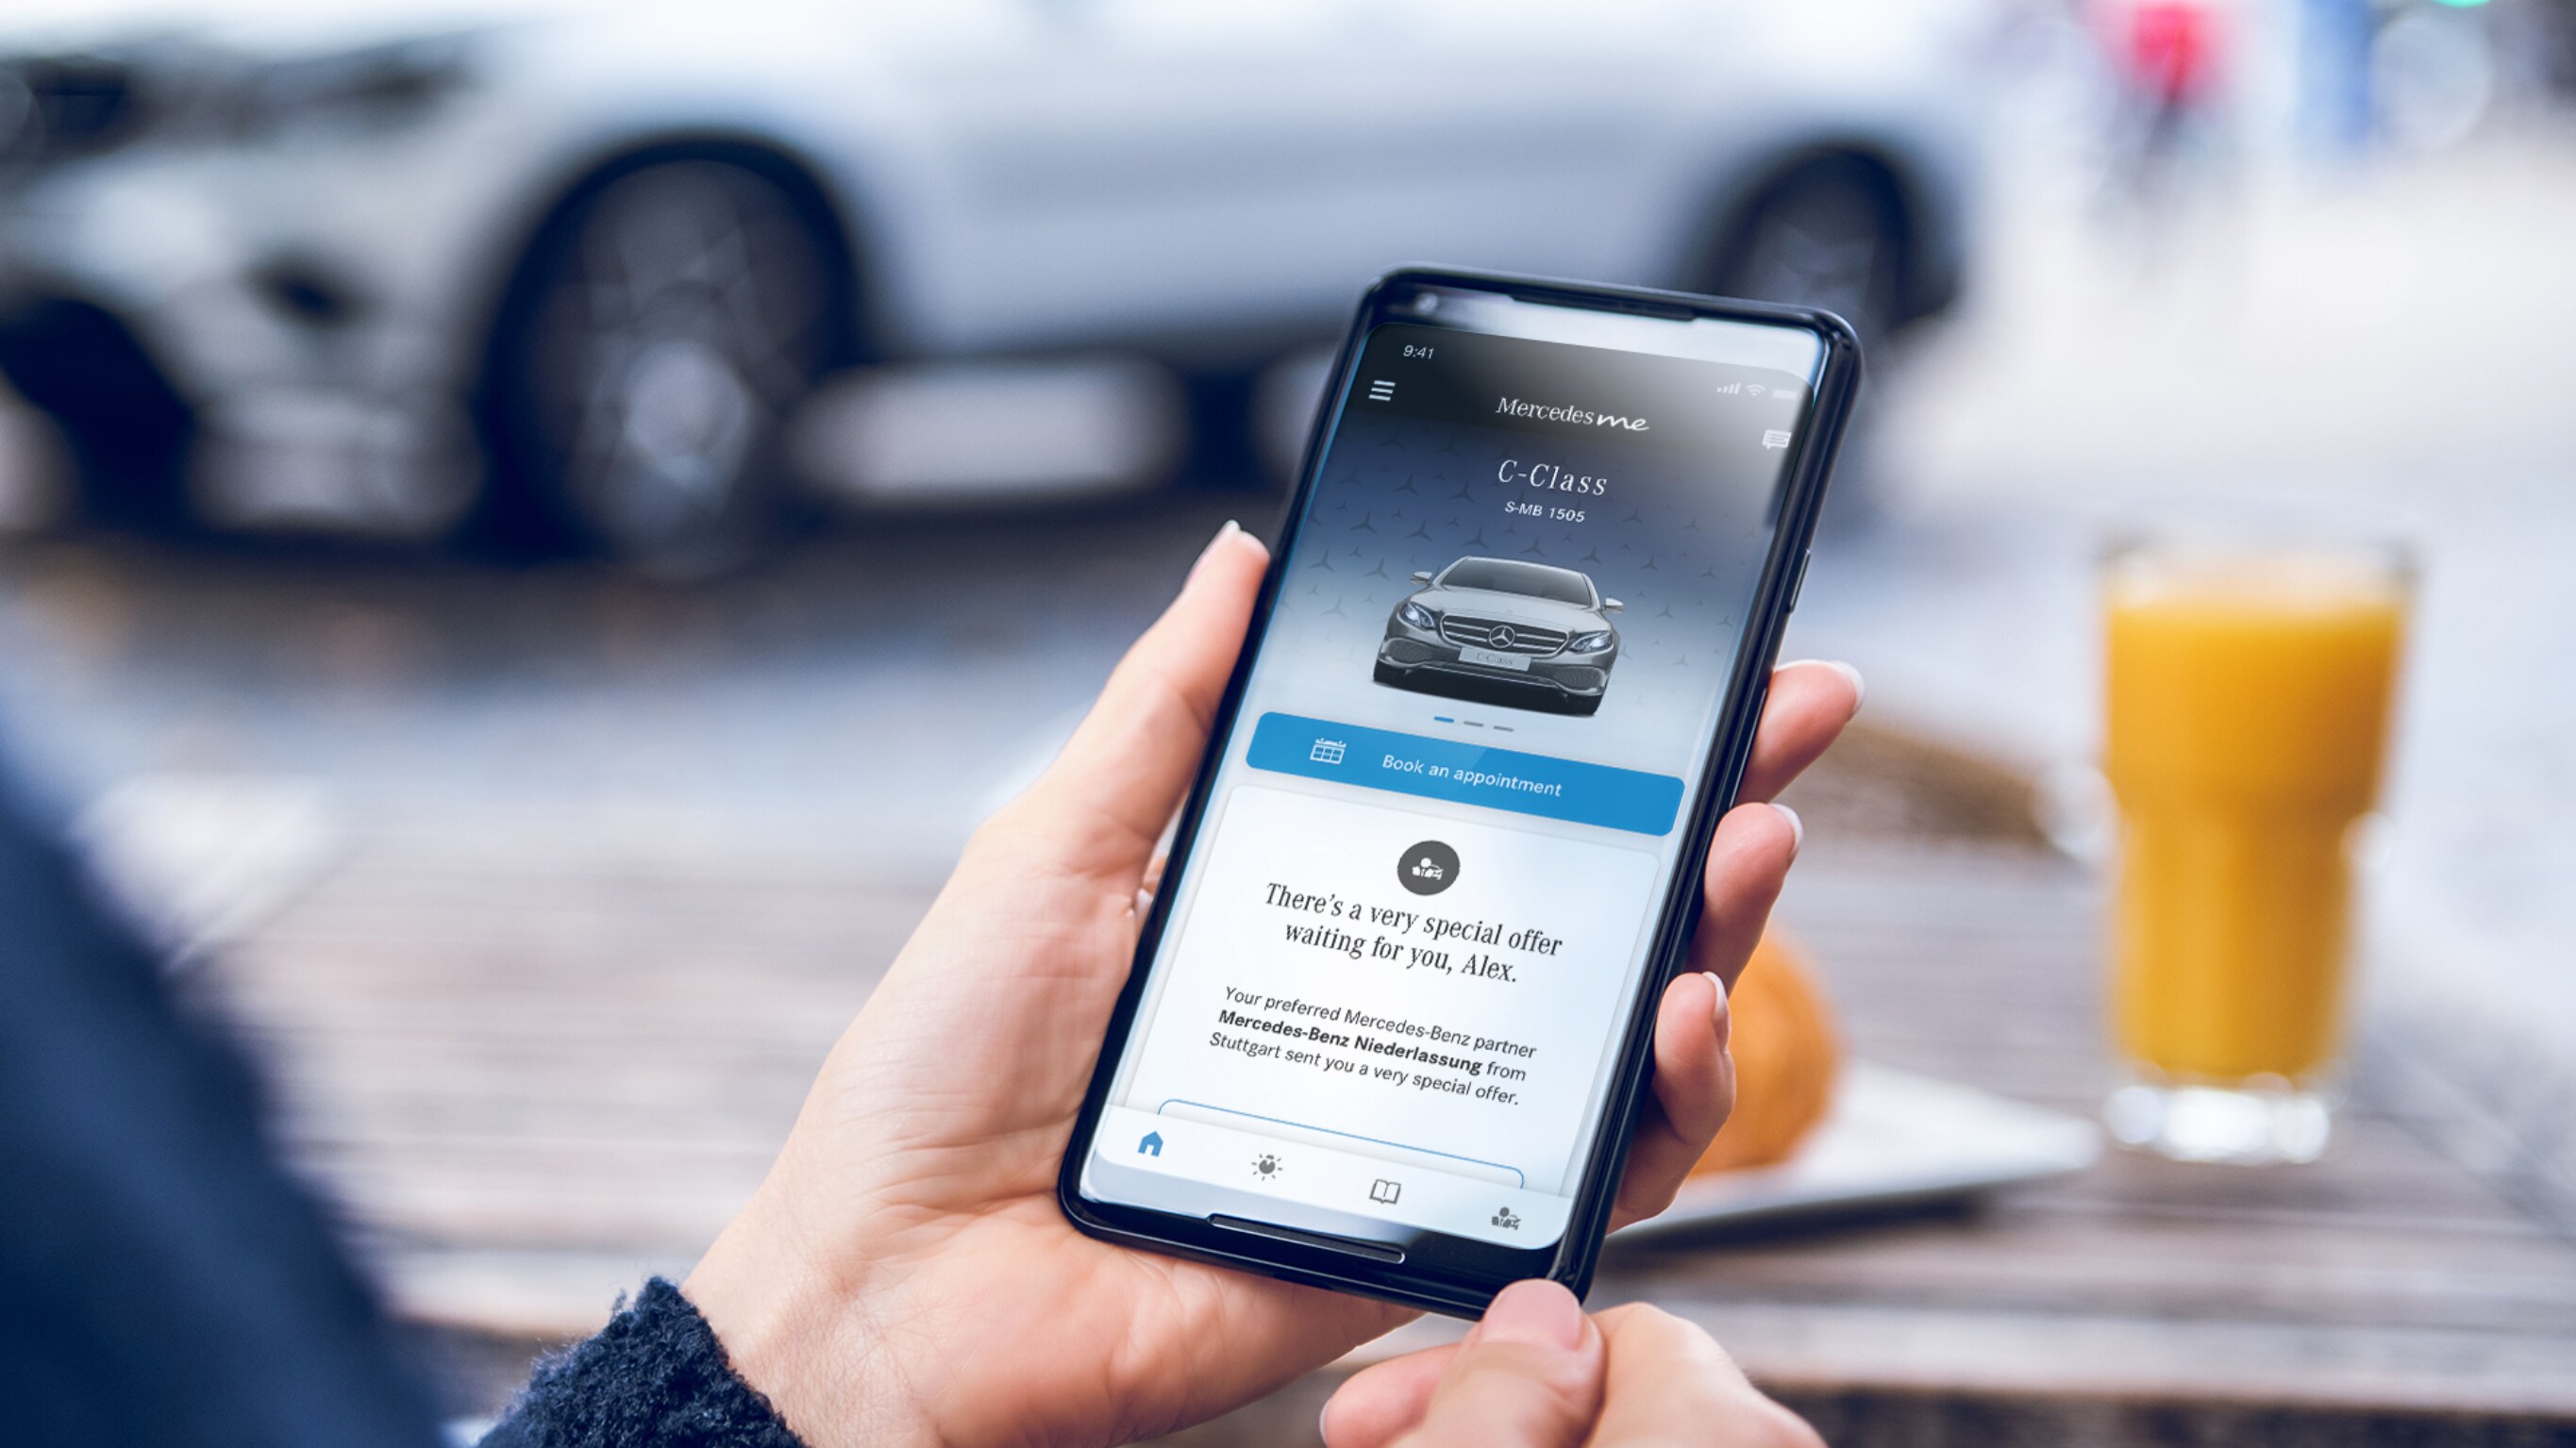 9:41
Mercedes me
C-Class
S-MB 1505
C-Class
Book an appointment
There's a very special offer
waiting for you, Alex.
Your preferred Mercedes-Benz partner
Mercedes-Benz Niederlassung from
Stuttgart sent you a very special offer.